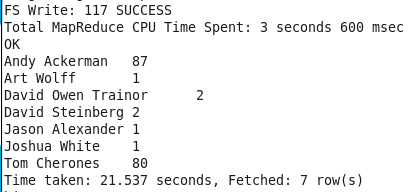 FS Write: 117 SUCCESS
Total MapReduce CPU Time Spent: 3 seconds 600 msec
OK
Andy Ackerman	87
Art Wolff	1
David Owen Trainor	2
David Steinberg	2
Jason Alexander	1
Joshua White	1
Tom Cherones	80
Time taken: 21.537 seconds, Fetched: 7 row(s)